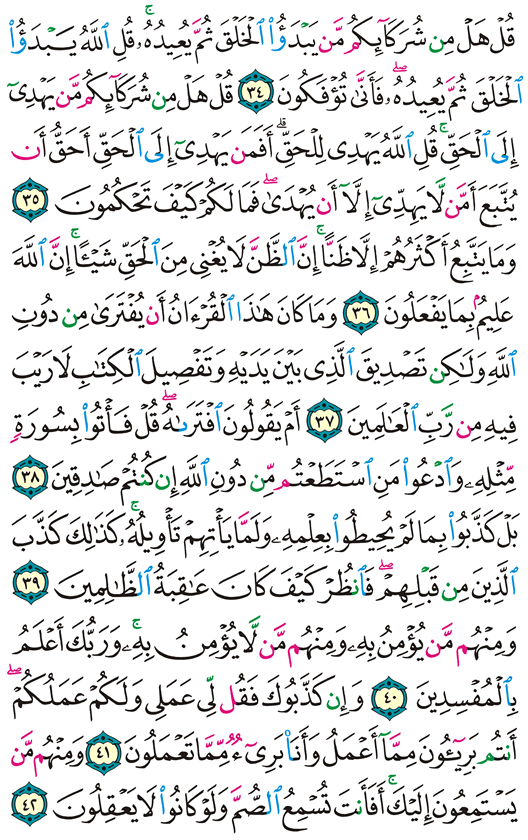 قُلْ هَلْ مِن شُرَكَآئِكُم مَّن يَبْدَؤُاْ ٱلْخَلْقَ ثُمَّ يُعِيدُهُۥۚ قُلِ ٱللَّهُ يَبْدَؤُاْ
ٱلْخَلْقَ ثُمَّ يُعِيدُهُۥۖ فَأَنَّىٰ تُؤْفَكُونَ ٣٤ قُلْ هَلْ مِن شُرَكَآئِكُم مَّن يَهْدِىٓ
إِلَى ٱلْحَقِّۚ قُلِ ٱللَّهُ يَهْدِى لِلْحَقِّۗ أَفَمَن يَهْدِىٓ إِلَى ٱلْحَقِّ أَحَقُّ أَن
يُتَّبَعَ أَمَّن لَّا يَهِدِّىٓ إِلَّآ أَن يُهْدَىٰۖ فَمَا لَكُمْ كَيْفَ تَحْكُمُونَ ٣٥
وَمَا يَتَّبِعُ أَكْثَرُهُمْ إِلَّا ظَنًّاۚ إِنَّ ٱلظَّنَّ لَا يُغْنِى مِنَ ٱلْحَقِّ شَيْـًٔاۚ إِنَّ ٱللَّهَ
عَلِيمٌۢ بِمَا يَفْعَلُونَ ٣٦ وَمَا كَانَ هَٰذَا ٱلْقُرْءَانُ أَن يُفْتَرَىٰ مِن دُونِ
ٱللَّهِ وَلَٰكِن تَصْدِيقَ ٱلَّذِى بَيْنَ يَدَيْهِ وَتَفْصِيلَ ٱلْكِتَٰبِ لَا رَيْبَ
فِيهِ مِن رَّبِّ ٱلْعَٰلَمِينَ ٣٧ أَمْ يَقُولُونَ ٱفْتَرَىٰهُۖ قُلْ فَأْتُواْ بِسُورَةٍ
مِّثْلِهِۦ وَٱدْعُواْ مَنِ ٱسْتَطَعْتُم مِّن دُونِ ٱللَّهِ إِن كُنتُمْ صَٰدِقِينَ ٣٨
بَلْ كَذَّبُواْ بِمَا لَمْ يُحِيطُواْ بِعِلْمِهِۦ وَلَمَّا يَأْتِهِمْ تَأْوِيلُهُۥۚ كَذَٰلِكَ كَذَّبَ
ٱلَّذِينَ مِن قَبْلِهِمْۖ فَٱنظُرْ كَيْفَ كَانَ عَٰقِبَةُ ٱلظَّٰلِمِينَ ٣٩
وَمِنْهُم مَّن يُؤْمِنُ بِهِۦ وَمِنْهُم مَّن لَّا يُؤْمِنُ بِهِۦۚ وَرَبُّكَ أَعْلَمُ
بِٱلْمُفْسِدِينَ ٤٠ وَإِن كَذَّبُوكَ فَقُل لِّى عَمَلِى وَلَكُمْ عَمَلُكُمْۖ
أَنتُم بَرِيٓـُٔونَ مِمَّآ أَعْمَلُ وَأَنَا۠ بَرِىٓءٌ مِّمَّا تَعْمَلُونَ ٤١ وَمِنْهُم مَّن
يَسْتَمِعُونَ إِلَيْكَۚ أَفَأَنتَ تُسْمِعُ ٱلصُّمَّ وَلَوْ كَانُواْ لَا يَعْقِلُونَ ٤٢